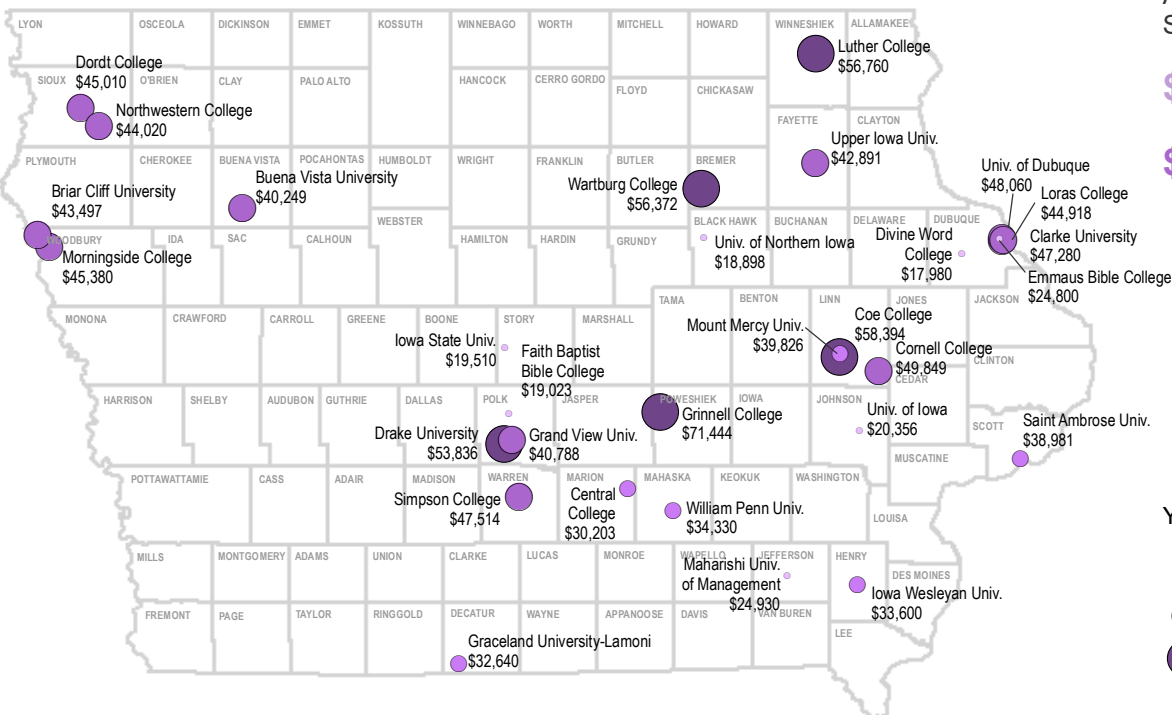 LYON
OSCEOLA
DICKINSON
EMMET
KOSSUTH
WINNEBAGO
WORTH
MITCHELL
HOWARD
WINNESHIEK
ALLAMAKEE
S
Luther College
$56,760
Dordt College
$45,010
SIOUX
O'BRIEN
CLAY
PALO ALTO
HANCOCK
CERRO GORDO
FLOYD
CHICKASAW
$
Northwestern College
$44,020
FAYETTE
CLAYTON
Upper Iowa Univ.
$42,891
$
PLYMOUTH
CHEROKEE
BUENA VISTA
POCAHONTAS
HUMBOLDT
WRIGHT
FRANKLIN
BUTLER
BREMER
Buena Vista University
$40,249
Briar Cliff University
$43,497
Wartburg College
$56,372
Univ. of Dubuque
$48,060
Loras College
$44,918
WEBSTER
BLACK HAWK
BUCHANAN
DELAWARE
DUBUQUE
WOODBURY
IDA
SAC
CALHOUN
HAMILTON
HARDIN
GRUNDY
Morningside College
$45,380
Univ. of Northern Iowa
$18,898
Divine Word
College
$17,980
Clarke University
$47,280
Emmaus Bible College
$24,800
TAMA
BENTON
LINN
JONES
JACKSON
MONONA
CRAWFORD
CARROLL
GREENE
BOONE
STORY
MARSHALL
Coe College
$58,394
Mount Mercy Univ.
$39,826
Iowa State Univ.
$19,510
Faith Baptist
Bible College
$19,023
Cornell College
$49,849
CLINTON
CEDAR
HARRISON
SHELBY
AUDUBON
GUTHRIE
DALLAS
POLK
JASPER
POWESHIEK
IOWA
JOHNSON
Grinnell College
$71,444
Univ. of Iowa
$20,356
SCOTT
Saint Ambrose Univ.
$38,981
Drake University
$53,836
Grand View Univ.
$40,788
MUSCATINE
POTTAWATTAMIE
CASS
ADAIR
MADISON
WARREN
MARION
MAHASKA
KEOKUK
WASHINGTON
Simpson College
$47,514
Central
College
$30,203
William Penn Univ.
$34,330
LOUISA
Y
MILLS
MONTGOMERY
ADAMS
UNION
CLARKE
LUCAS
MONROE
WAPELLO
JEFFERSON
HENRY
DES MOINES
Maharishi Univ.
of Management
$24,930
Iowa Wesleyan Univ.
$33,600
FREMONT
PAGE
TAYLOR
RINGGOLD
DECATUR
WAYNE
APPANOOSE
DAVIS
VAN BUREN
LEE
Graceland University-Lamoni
$32,640